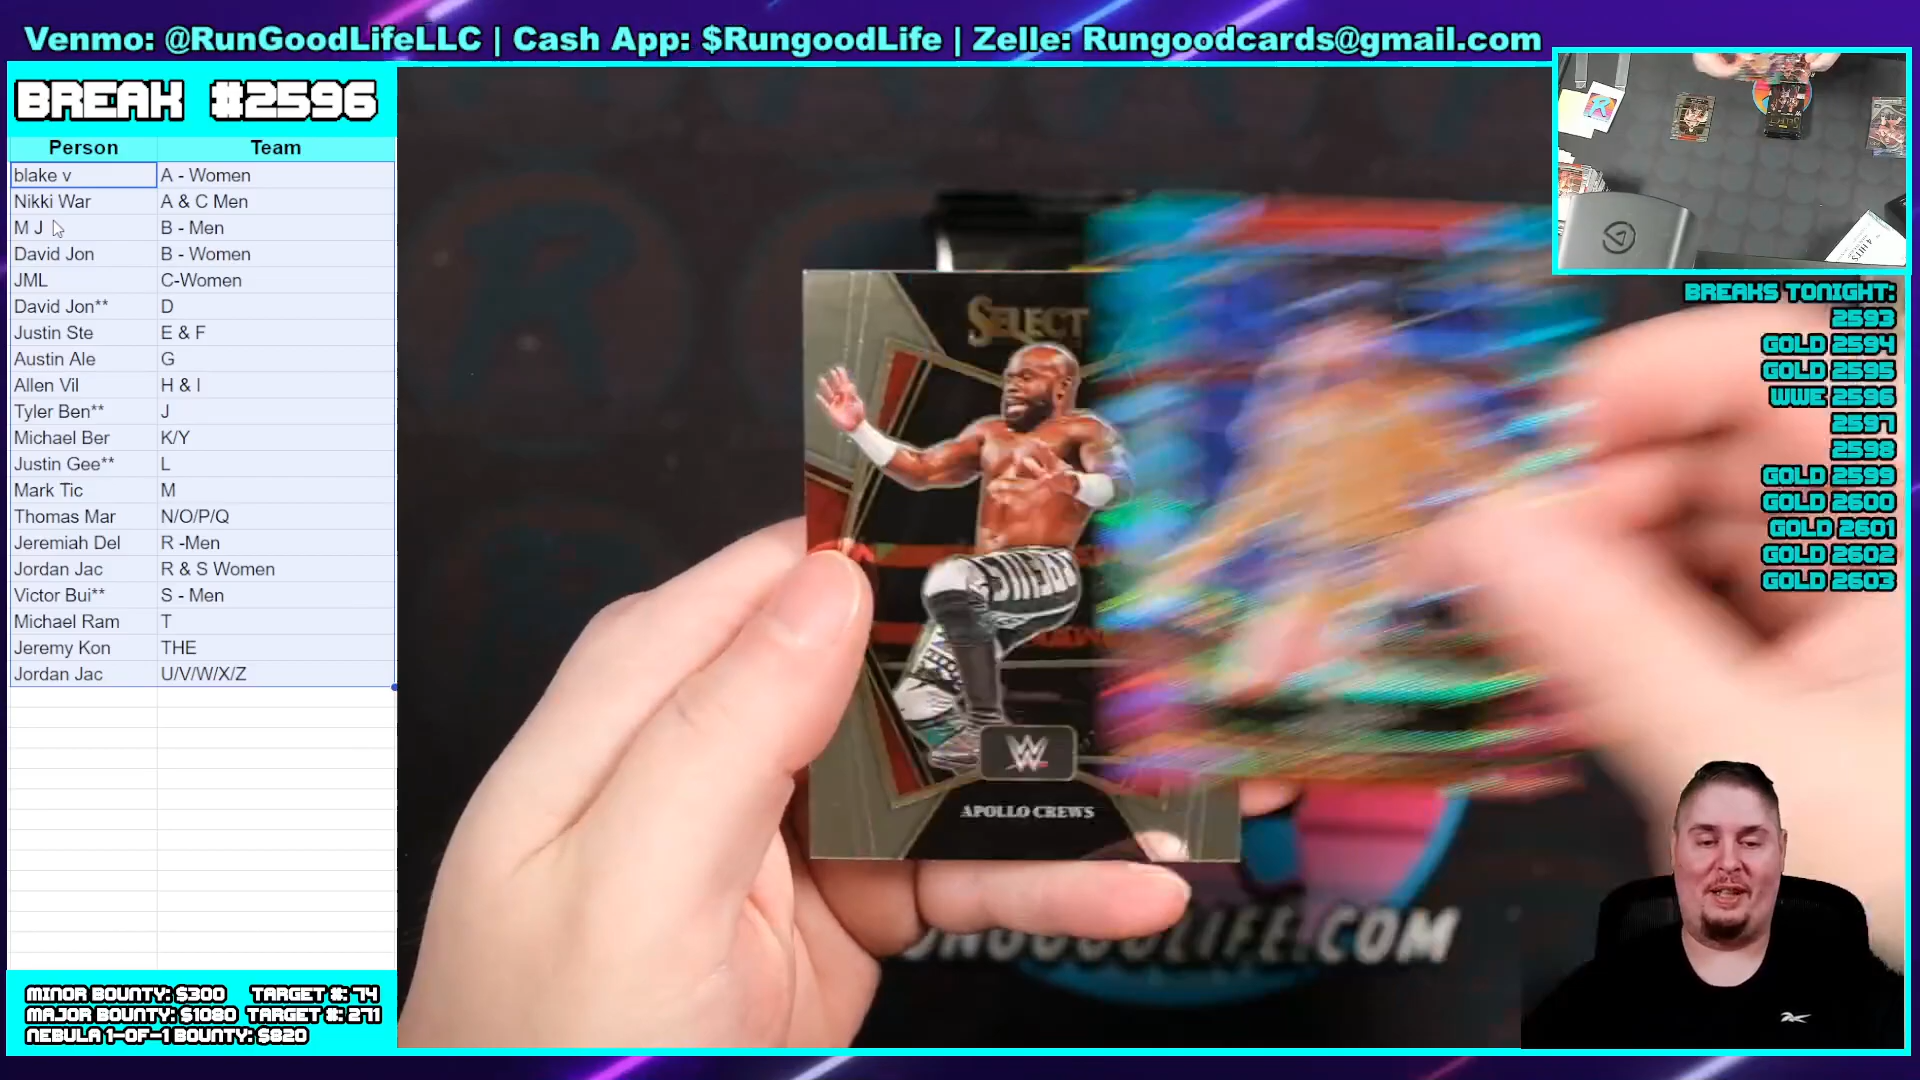 Venmo: @RunGoodLifeLLC | Cash App: $RungoodLife | Zelle: Rungoodcards@gmail.com
BREAK #2596
Person Team
blake v A - Women
Nikki War A & C Men
M J B - Men
David Jon B - Women
JML C-Women
David Jon** D
Justin Ste E & F
Austin Ale G
Allen Vil H & I
Tyler Ben** J
Michael Ber K/Y
Justin Gee** L
Mark Tic M
Thomas Mar N/O/P/Q
Jeremiah Del R -Men
Jordan Jac R & S Women
Victor Bui** S - Men
Michael Ram T
Jeremy Kon THE
Jordan Jac U/V/W/X/Z
MINOR BOUNTY: $300 TARGET #: 74
MAJOR BOUNTY: $1080 TARGET #: 271
NEBULA 1-OF-1 BOUNTY: $820
SELECT
W
APOLLO CREWS
LIFE.COM
4 HITS
BREAKS TONIGHT:
2593
GOLD 2594
GOLD 2595
WWE 2596
2597
2598
GOLD 2599
GOLD 2600
GOLD 2601
GOLD 2602
GOLD 2603